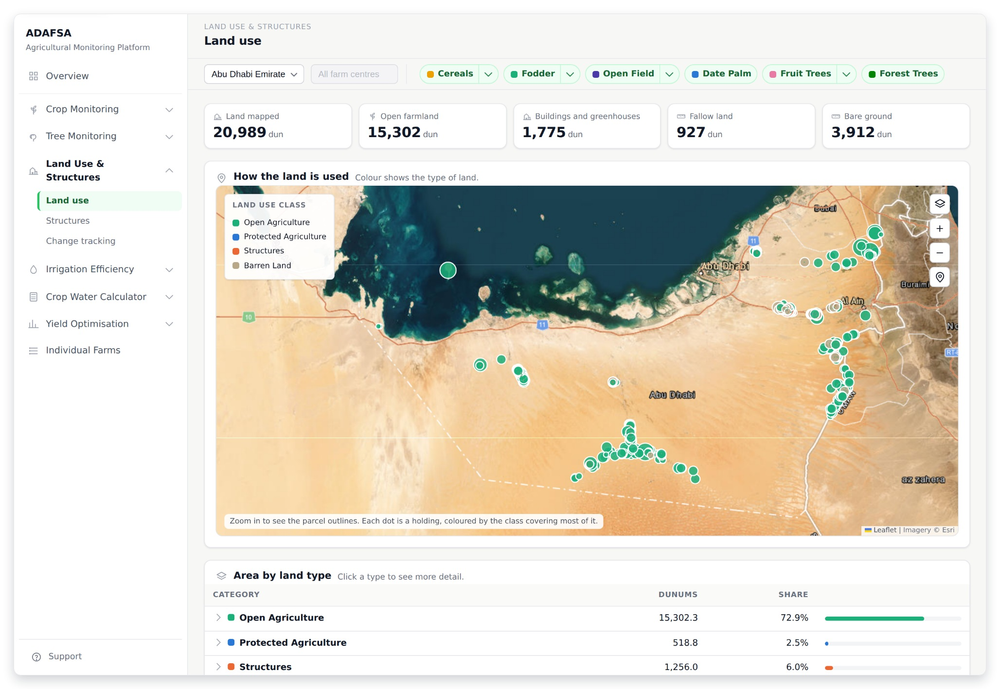 ADAFSA
Agricultural Monitoring Platform
Overview
Crop Monitoring
Tree Monitoring
Land Use &
Structures
Land use
Structures
Change tracking
Irrigation Efficiency
Crop Water Calculator
Yield Optimisation
Individual Farms
Support
LAND USE & STRUCTURES
Land use
Abu Dhabi Emirate
All farm centres
Cereals
Fodder
Open Field
Date Palm
Fruit Trees
Forest Trees
Land mapped
20,989 dun
Open farmland
15,302 dun
Buildings and greenhouses
1,775 dun
Fallow land
927 dun
Bare ground
3,912 dun
How the land is used Colour shows the type of land.
LAND USE CLASS
Open Agriculture
Protected Agriculture
Structures
Barren Land
Dubai
11
Abu Dhabi
Buraimi
Al Ain
10
11
RT-8
Abu Dhabi
OMAN
az zahera
+
−
Zoom in to see the parcel outlines. Each dot is a holding, coloured by the class covering most of it.
Leaflet | Imagery © Esri
Area by land type Click a type to see more detail.
CATEGORY DUNUMS SHARE
Open Agriculture 15,302.3 72.9%
Protected Agriculture 518.8 2.5%
Structures 1,256.0 6.0%